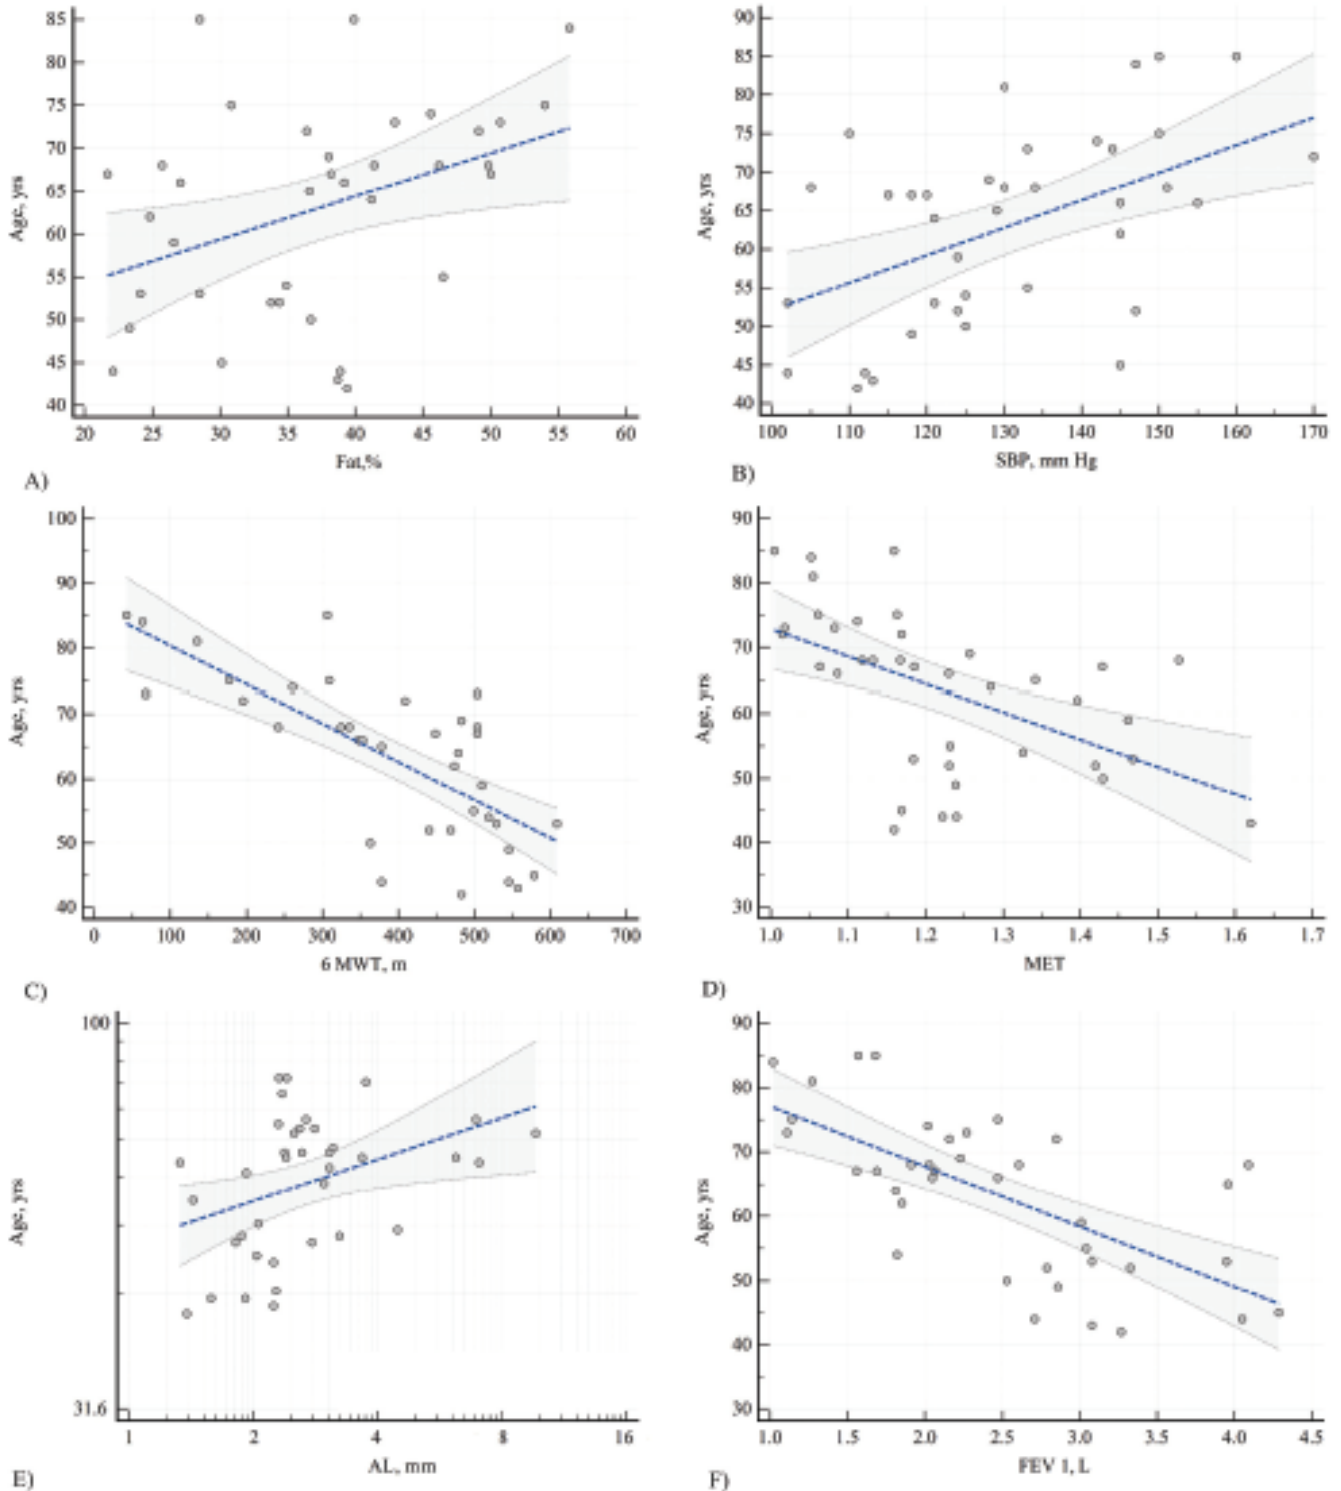 85
80
75
70
65
60
55
50
45
40
Age, yrs
20 25 30 35 40 45 50 55 60
Fat,%
A)
90
85
80
75
70
65
60
55
50
45
40
Age, yrs
100 110 120 130 140 150 160 170
SBP, mm Hg
B)
100
90
80
70
60
50
40
Age, yrs
0 100 200 300 400 500 600 700
6 MWT, m
C)
90
80
70
60
50
40
30
Age, yrs
1.0 1.1 1.2 1.3 1.4 1.5 1.6 1.7
MET
D)
100
31.6
Age, yrs
1 2 4 8 16
AL, mm
E)
90
80
70
60
50
40
30
Age, yrs
1.0 1.5 2.0 2.5 3.0 3.5 4.0 4.5
FEV 1, L
F)